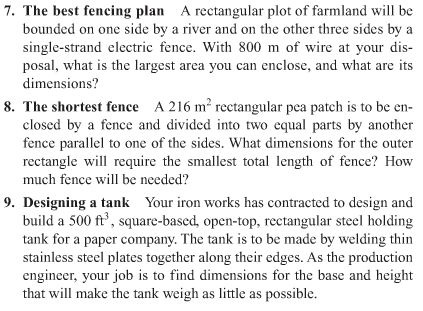 7. The best fencing plan A rectangular plot of farmland will be
bounded on one side by a river and on the other three sides by a
single-strand electric fence. With 800 m of wire at your dis-
posal, what is the largest area you can enclose, and what are its
dimensions?
8. The shortest fence A 216 m² rectangular pea patch is to be en-
closed by a fence and divided into two equal parts by another
fence parallel to one of the sides. What dimensions for the outer
rectangle will require the smallest total length of fence? How
much fence will be needed?
9. Designing a tank Your iron works has contracted to design and
build a 500 ft³, square-based, open-top, rectangular steel holding
tank for a paper company. The tank is to be made by welding thin
stainless steel plates together along their edges. As the production
engineer, your job is to find dimensions for the base and height
that will make the tank weigh as little as possible.